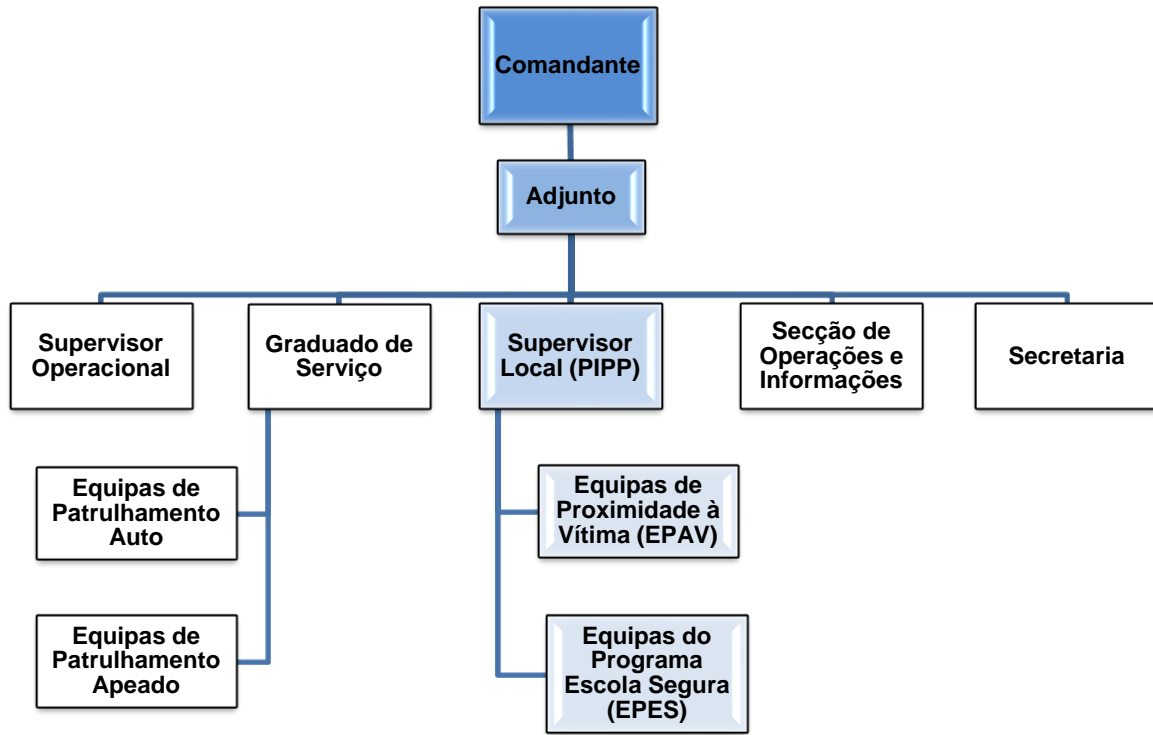 Comandante
Adjunto
Supervisor
Operacional
Graduado de
Serviço
Supervisor
Local (PIPP)
Secção de
Operações e
Informações
Secretaria
Equipas de
Patrulhamento
Auto
Equipas de
Patrulhamento
Apeado
Equipas de
Proximidade à
Vítima (EPAV)
Equipas do
Programa
Escola Segura
(EPES)